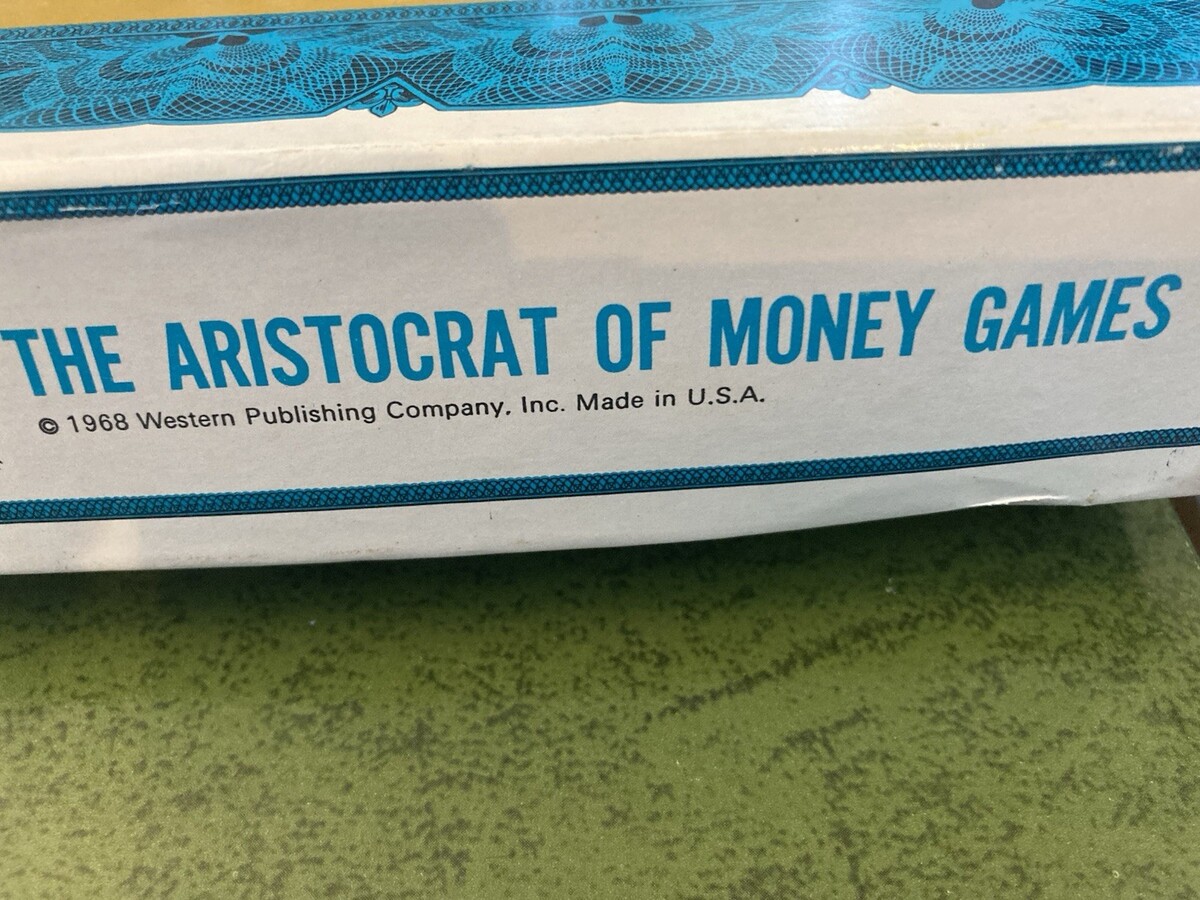 THE ARISTOCRAT OF MONEY GAMES
© 1968 Western Publishing Company, Inc. Made in U.S.A.